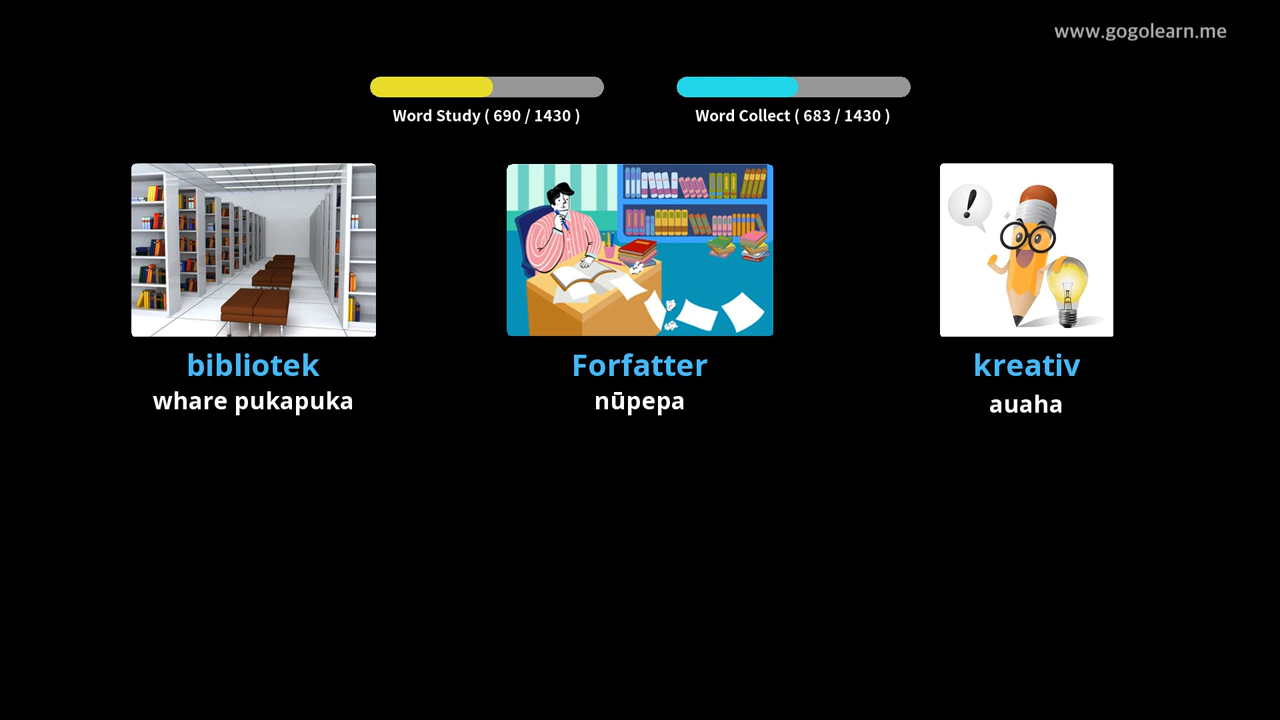 www.gogolearn.me
Word Study ( 690 / 1430 )
Word Collect ( 683 / 1430 )
bibliotek
whare pukapuka
Forfatter
nūpepa
kreativ
auaha